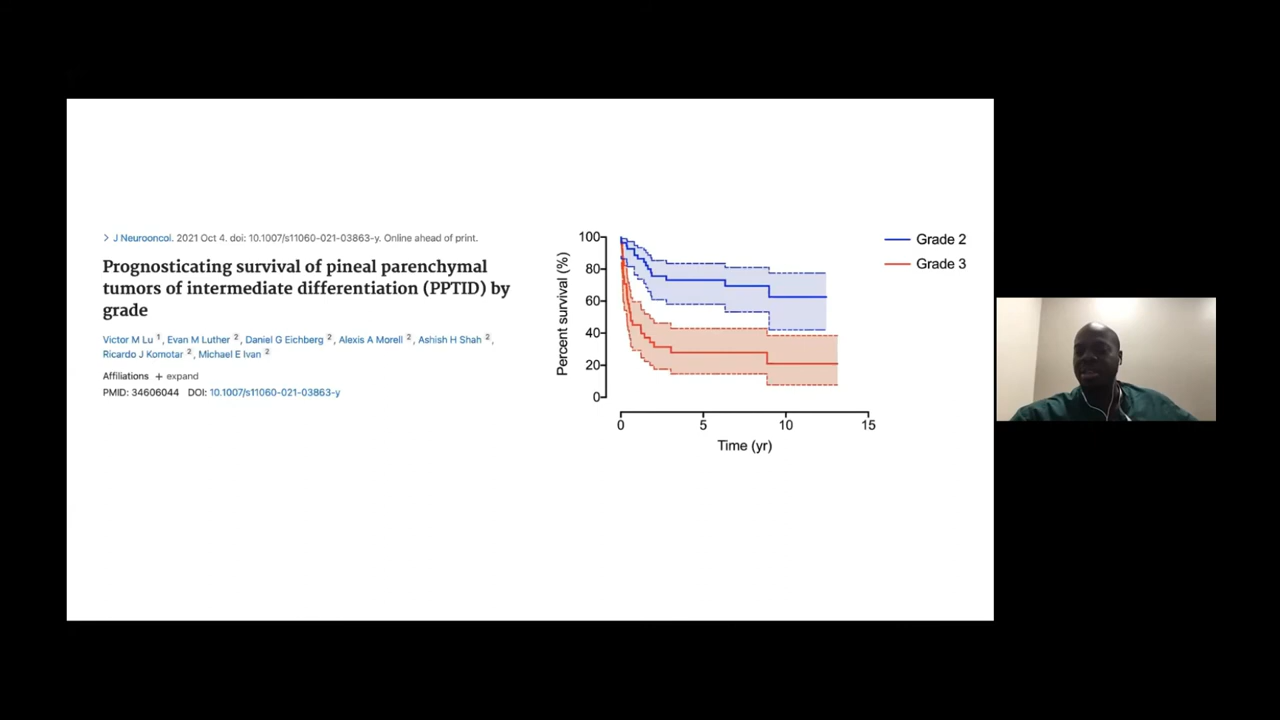 > J Neurooncol. 2021 Oct 4. doi: 10.1007/s11060-021-03863-y. Online ahead of print.
Prognosticating survival of pineal parenchymal
tumors of intermediate differentiation (PPTID) by
grade
Victor M Lu 1, Evan M Luther 2, Daniel G Eichberg 2, Alexis A Morell 2, Ashish H Shah 2,
Ricardo J Komotar 2, Michael E Ivan 2
Affiliations + expand
PMID: 34606044 DOI: 10.1007/s11060-021-03863-y
Percent survival (%)
100
80
60
40
20
0
0 5 10 15
Time (yr)
Grade 2
Grade 3